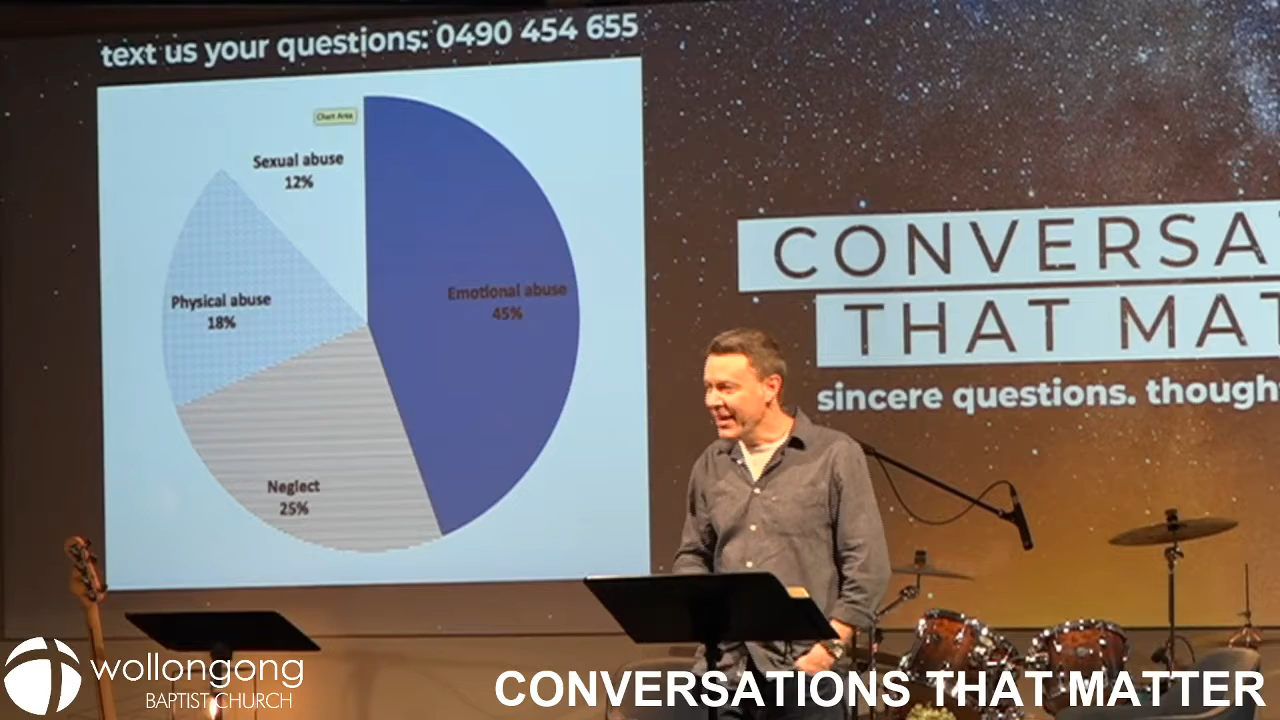 text us your questions: 0490 454 655
Chart Area
Sexual abuse
12%
Physical abuse
18%
Emotional abuse
45%
Neglect
25%
CONVERSA
THAT MAT
sincere questions. though
wollongong
BAPTIST CHURCH
CONVERSATIONS THAT MATTER